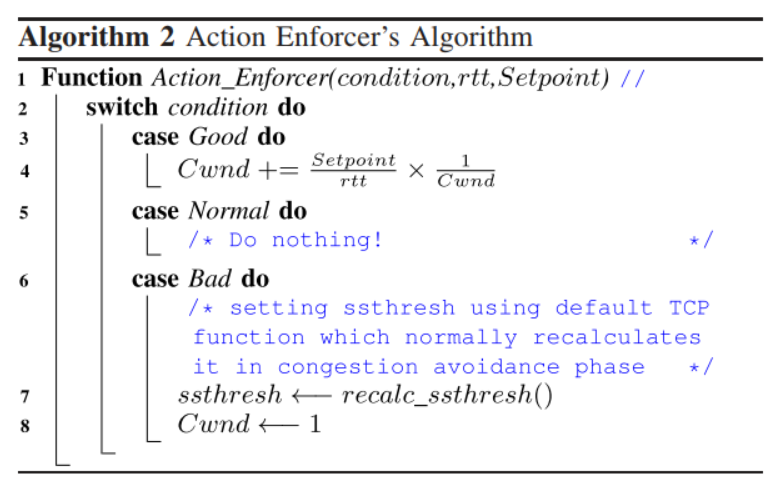 Algorithm 2 Action Enforcer's Algorithm
1 Function Action_Enforcer(condition,rtt,Setpoint) //
2 switch condition do
3 case Good do
4 Cwnd += Setpoint/rtt × 1/Cwnd
5 case Normal do
/* Do nothing! */
6 case Bad do
/* setting ssthresh using default TCP
function which normally recalculates
it in congestion avoidance phase */
7 ssthresh ⟵ recalc_ssthresh()
8 Cwnd ⟵ 1